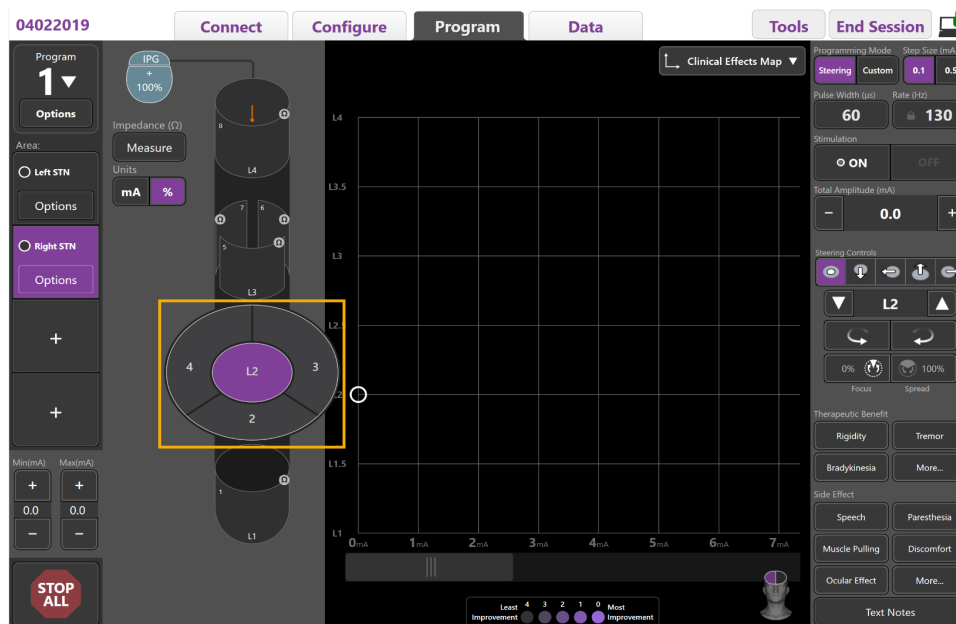 04022019
Connect
Configure
Program
Data
Tools
End Session
Program
1
Options
Area:
Left STN
Options
Right STN
Options
+
+
Min(mA) Max(mA)
+ +
0.0 0.0
− −
STOP
ALL
IPG
+
100%
Impedance (Ω)
Measure
Units
mA %
8
Ω
L4
7 6
Ω Ω
5 Ω
L3
4 L2 3
2
Ω
1
L1
Clinical Effects Map
L4
L3.5
L3
L2.5
L2
L1.5
L1
0mA 1mA 2mA 3mA 4mA 5mA 6mA 7mA
Least 4 3 2 1 0 Most
Improvement Improvement
Programming Mode Step Size (mA
Steering Custom 0.1 0.5
Pulse Width (µs) Rate (Hz)
60 130
Stimulation
ON OFF
Total Amplitude (mA)
− 0.0 +
Steering Controls
L2
0% 100%
Focus Spread
Therapeutic Benefit
Rigidity Tremor
Bradykinesia More...
Side Effect
Speech Paresthesia
Muscle Pulling Discomfort
Ocular Effect More...
Text Notes